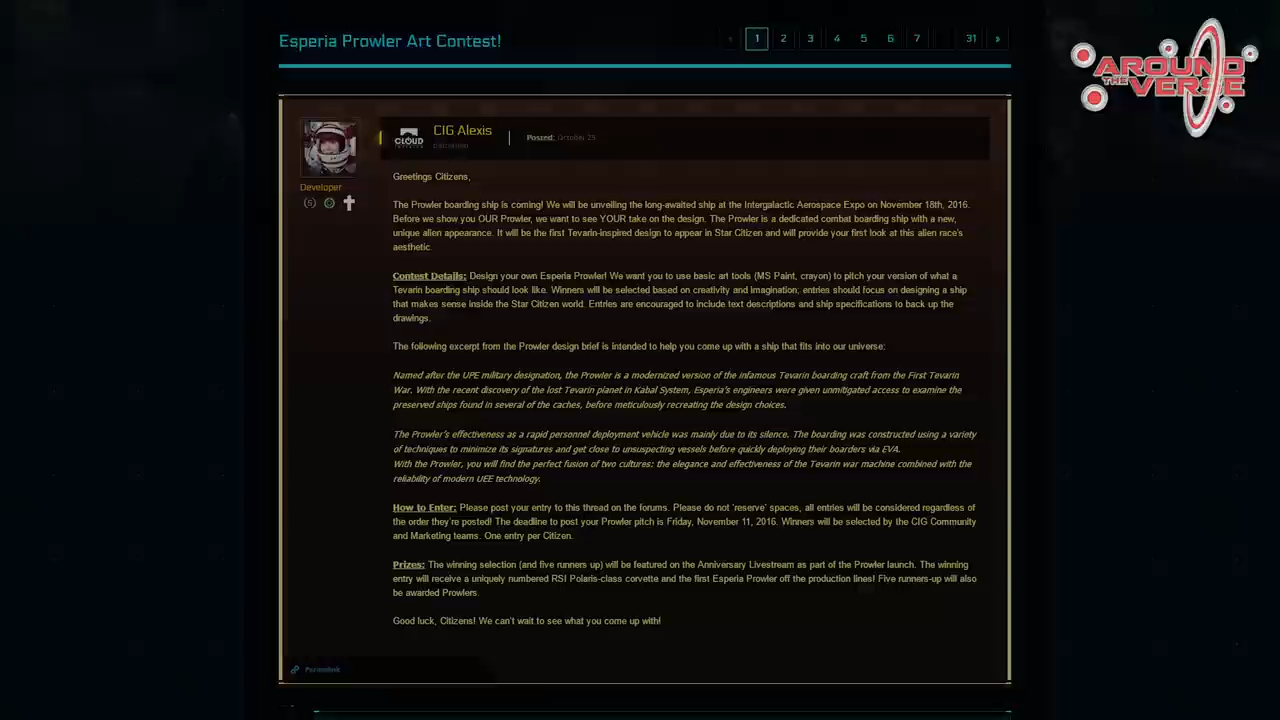 Esperia Prowler Art Contest!
« 1 2 3 4 5 6 7 31 »
AROUND
THE VERSE
CIG Alexis
CLOUD IMPERIUM
Developer
Posted: October 25
Developer
Greetings Citizens,
The Prowler boarding ship is coming! We will be unveiling the long-awaited ship at the Intergalactic Aerospace Expo on November 18th, 2016.
Before we show you OUR Prowler, we want to see YOUR take on the design. The Prowler is a dedicated combat boarding ship with a new,
unique alien appearance. It will be the first Tevarin-inspired design to appear in Star Citizen and will provide your first look at this alien race's
aesthetic.
Contest Details: Design your own Esperia Prowler! We want you to use basic art tools (MS Paint, crayon) to pitch your version of what a
Tevarin boarding ship should look like. Winners will be selected based on creativity and imagination; entries should focus on designing a ship
that makes sense inside the Star Citizen world. Entries are encouraged to include text descriptions and ship specifications to back up the
drawings.
The following excerpt from the Prowler design brief is intended to help you come up with a ship that fits into our universe:
Named after the UPE military designation, the Prowler is a modernized version of the infamous Tevarin boarding craft from the First Tevarin
War. With the recent discovery of the lost Tevarin planet in Kabal System, Esperia's engineers were given unmitigated access to examine the
preserved ships found in several of the caches, before meticulously recreating the design choices.
The Prowler's effectiveness as a rapid personnel deployment vehicle was mainly due to its silence. The boarding was constructed using a variety
of techniques to minimize its signatures and get close to unsuspecting vessels before quickly deploying their boarders via EVA.
With the Prowler, you will find the perfect fusion of two cultures: the elegance and effectiveness of the Tevarin war machine combined with the
reliability of modern UEE technology.
How to Enter: Please post your entry to this thread on the forums. Please do not 'reserve' spaces, all entries will be considered regardless of
the order they're posted! The deadline to post your Prowler pitch is Friday, November 11, 2016. Winners will be selected by the CIG Community
and Marketing teams. One entry per Citizen.
Prizes: The winning selection (and five runners up) will be featured on the Anniversary Livestream as part of the Prowler launch. The winning
entry will receive a uniquely numbered RSI Polaris-class corvette and the first Esperia Prowler off the production lines! Five runners-up will also
be awarded Prowlers.
Good luck, Citizens! We can't wait to see what you come up with!
Permalink